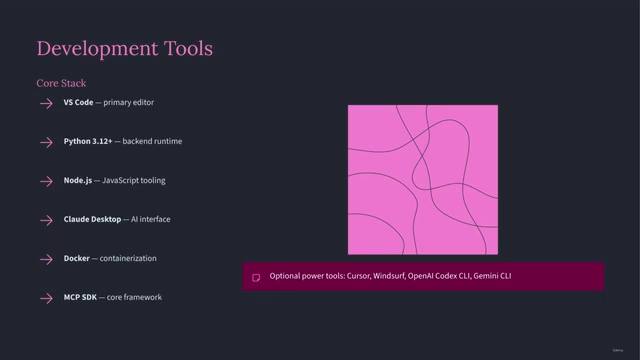 Development Tools
Core Stack
VS Code — primary editor
Python 3.12+ — backend runtime
Node.js — JavaScript tooling
Claude Desktop — AI interface
Docker — containerization
MCP SDK — core framework
Optional power tools: Cursor, Windsurf, OpenAI Codex CLI, Gemini CLI